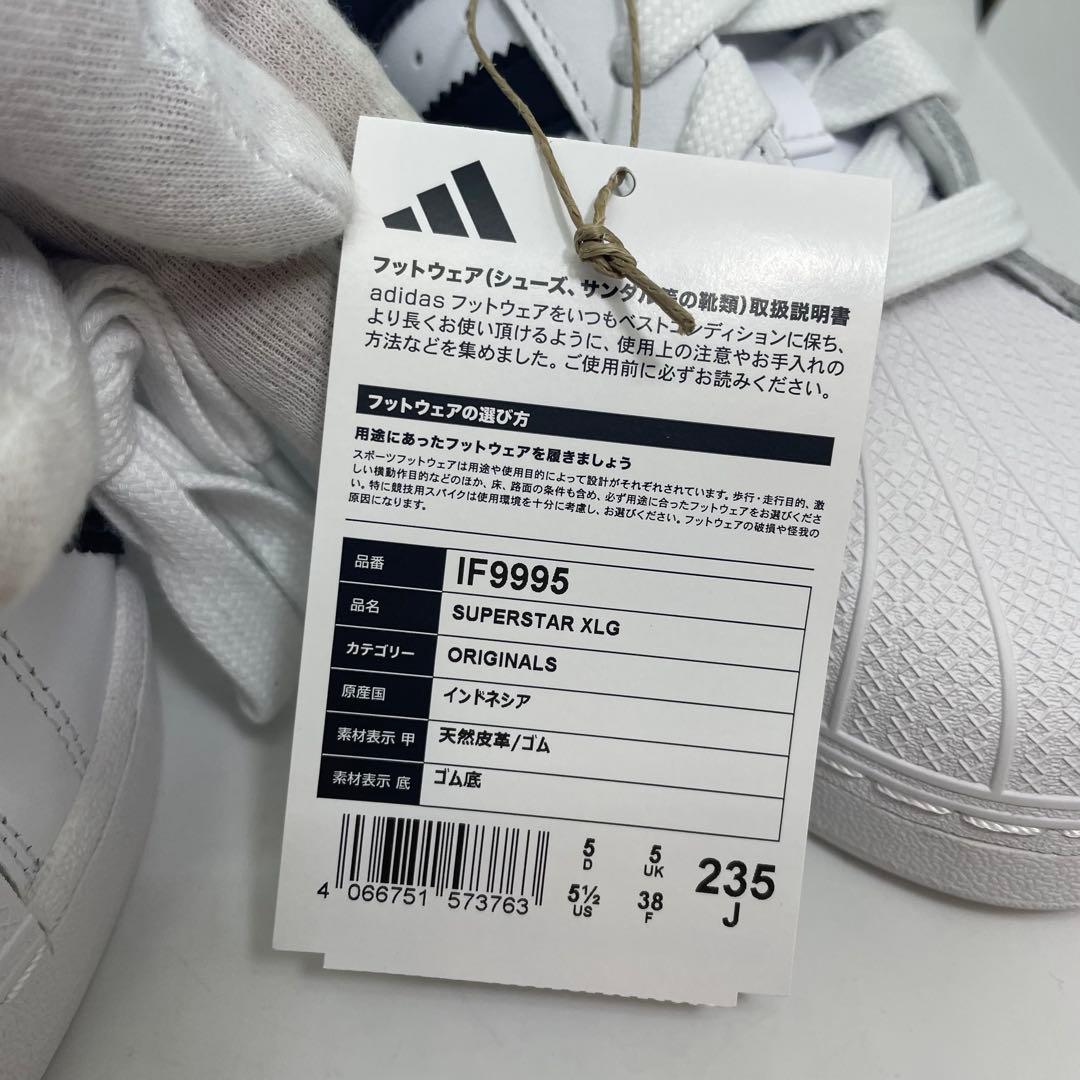 フットウェア(シューズ、サンダル等の靴類)取扱説明書
adidas フットウェアをいつもベストコンディションに保ち、
より長くお使い頂けるように、使用上の注意やお手入れの
方法などを集めました。ご使用前に必ずお読みください。
フットウェアの選び方
用途にあったフットウェアを履きましょう
スポーツフットウェアは用途や使用目的によって設計がそれぞれされています。歩行・走行目的、激
しい横動作目的などのほか、床、路面の条件も含め、必ず用途に合ったフットウェアをお選びくださ
い。特に競技用スパイクは使用環境を十分に考慮し、お選びください。フットウェアの破損や怪我の
原因になります。
品番 IF9995
品名 SUPERSTAR XLG
カテゴリー ORIGINALS
原産国 インドネシア
素材表示 甲 天然皮革/ゴム
素材表示 底 ゴム底
5 D 5 UK 235 J
5½ US 38 F
4 066751 573763